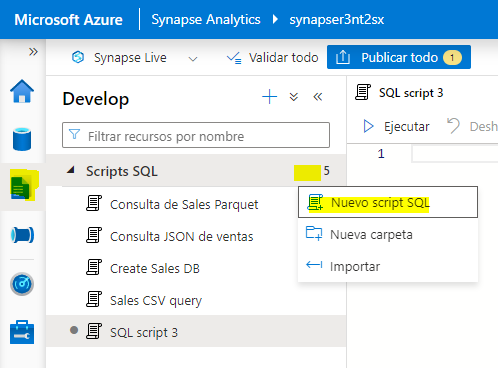 Microsoft Azure
Synapse Analytics
synapser3nt2sx
Synapse Live
Validar todo
Publicar todo
1
Develop
SQL script 3
Filtrar recursos por nombre
Ejecutar
Desh
Scripts SQL
5
1
Consulta de Sales Parquet
Nuevo script SQL
Consulta JSON de ventas
Nueva carpeta
Create Sales DB
Importar
Sales CSV query
SQL script 3